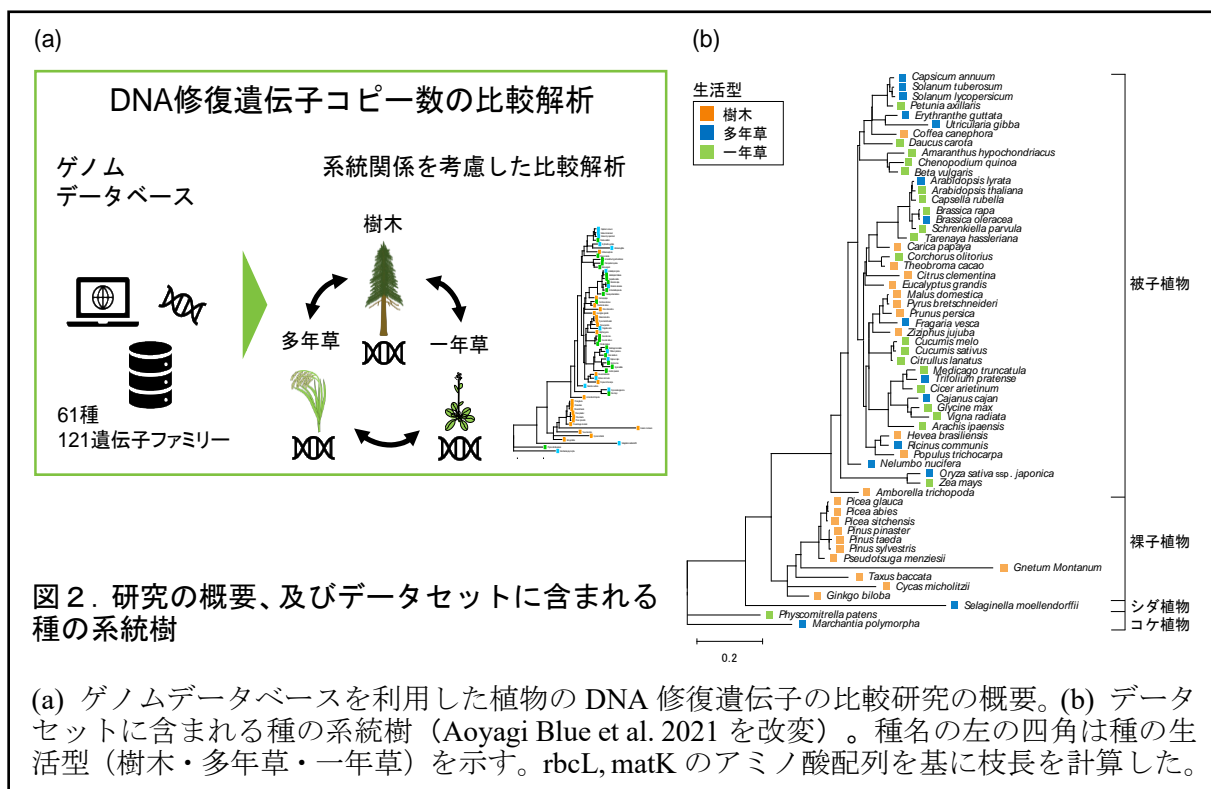 (a)
DNA修復遺伝子コピー数の比較解析
ゲノム
データベース
系統関係を考慮した比較解析
樹木
多年草
一年草
61種
121遺伝子ファミリー
図２. 研究の概要、及びデータセットに含まれる
種の系統樹
(b)
生活型
樹木
多年草
一年草
Capsicum annuum
Solanum tuberosum
Solanum lycopersicum
Petunia axillaris
Erythranthe guttata
Utricularia gibba
Coffea canephora
Daucus carota
Amaranthus hypochondriacus
Chenopodium quinoa
Beta vulgaris
Arabidopsis lyrata
Arabidopsis thaliana
Capsella rubella
Brassica rapa
Brassica oleracea
Schrenkiella parvula
Tarenaya hassleriana
Carica papaya
Corchorus olitorius
Theobroma cacao
Citrus clementina
Eucalyptus grandis
Malus domestica
Pyrus bretschneideri
Prunus persica
Fragaria vesca
Ziziphus jujuba
Cucumis melo
Cucumis sativus
Citrullus lanatus
Medicago truncatula
Trifolium pratense
Cicer arietinum
Cajanus cajan
Glycine max
Vigna radiata
Arachis ipaensis
Hevea brasiliensis
Ricinus communis
Populus trichocarpa
Nelumbo nucifera
Oryza sativa ssp. japonica
Zea mays
Amborella trichopoda
Picea glauca
Picea abies
Picea sitchensis
Pinus pinaster
Pinus taeda
Pinus sylvestris
Pseudotsuga menziesii
Gnetum Montanum
Taxus baccata
Cycas micholitzii
Ginkgo biloba
Selaginella moellendorffii
Physcomitrella patens
Marchantia polymorpha
被子植物
裸子植物
シダ植物
コケ植物
0.2
(a) ゲノムデータベースを利用した植物の DNA 修復遺伝子の比較研究の概要。(b) データ
セットに含まれる種の系統樹（Aoyagi Blue et al. 2021 を改変）。種名の左の四角は種の生
活型（樹木・多年草・一年草）を示す。rbcL, matK のアミノ酸配列を基に枝長を計算した。